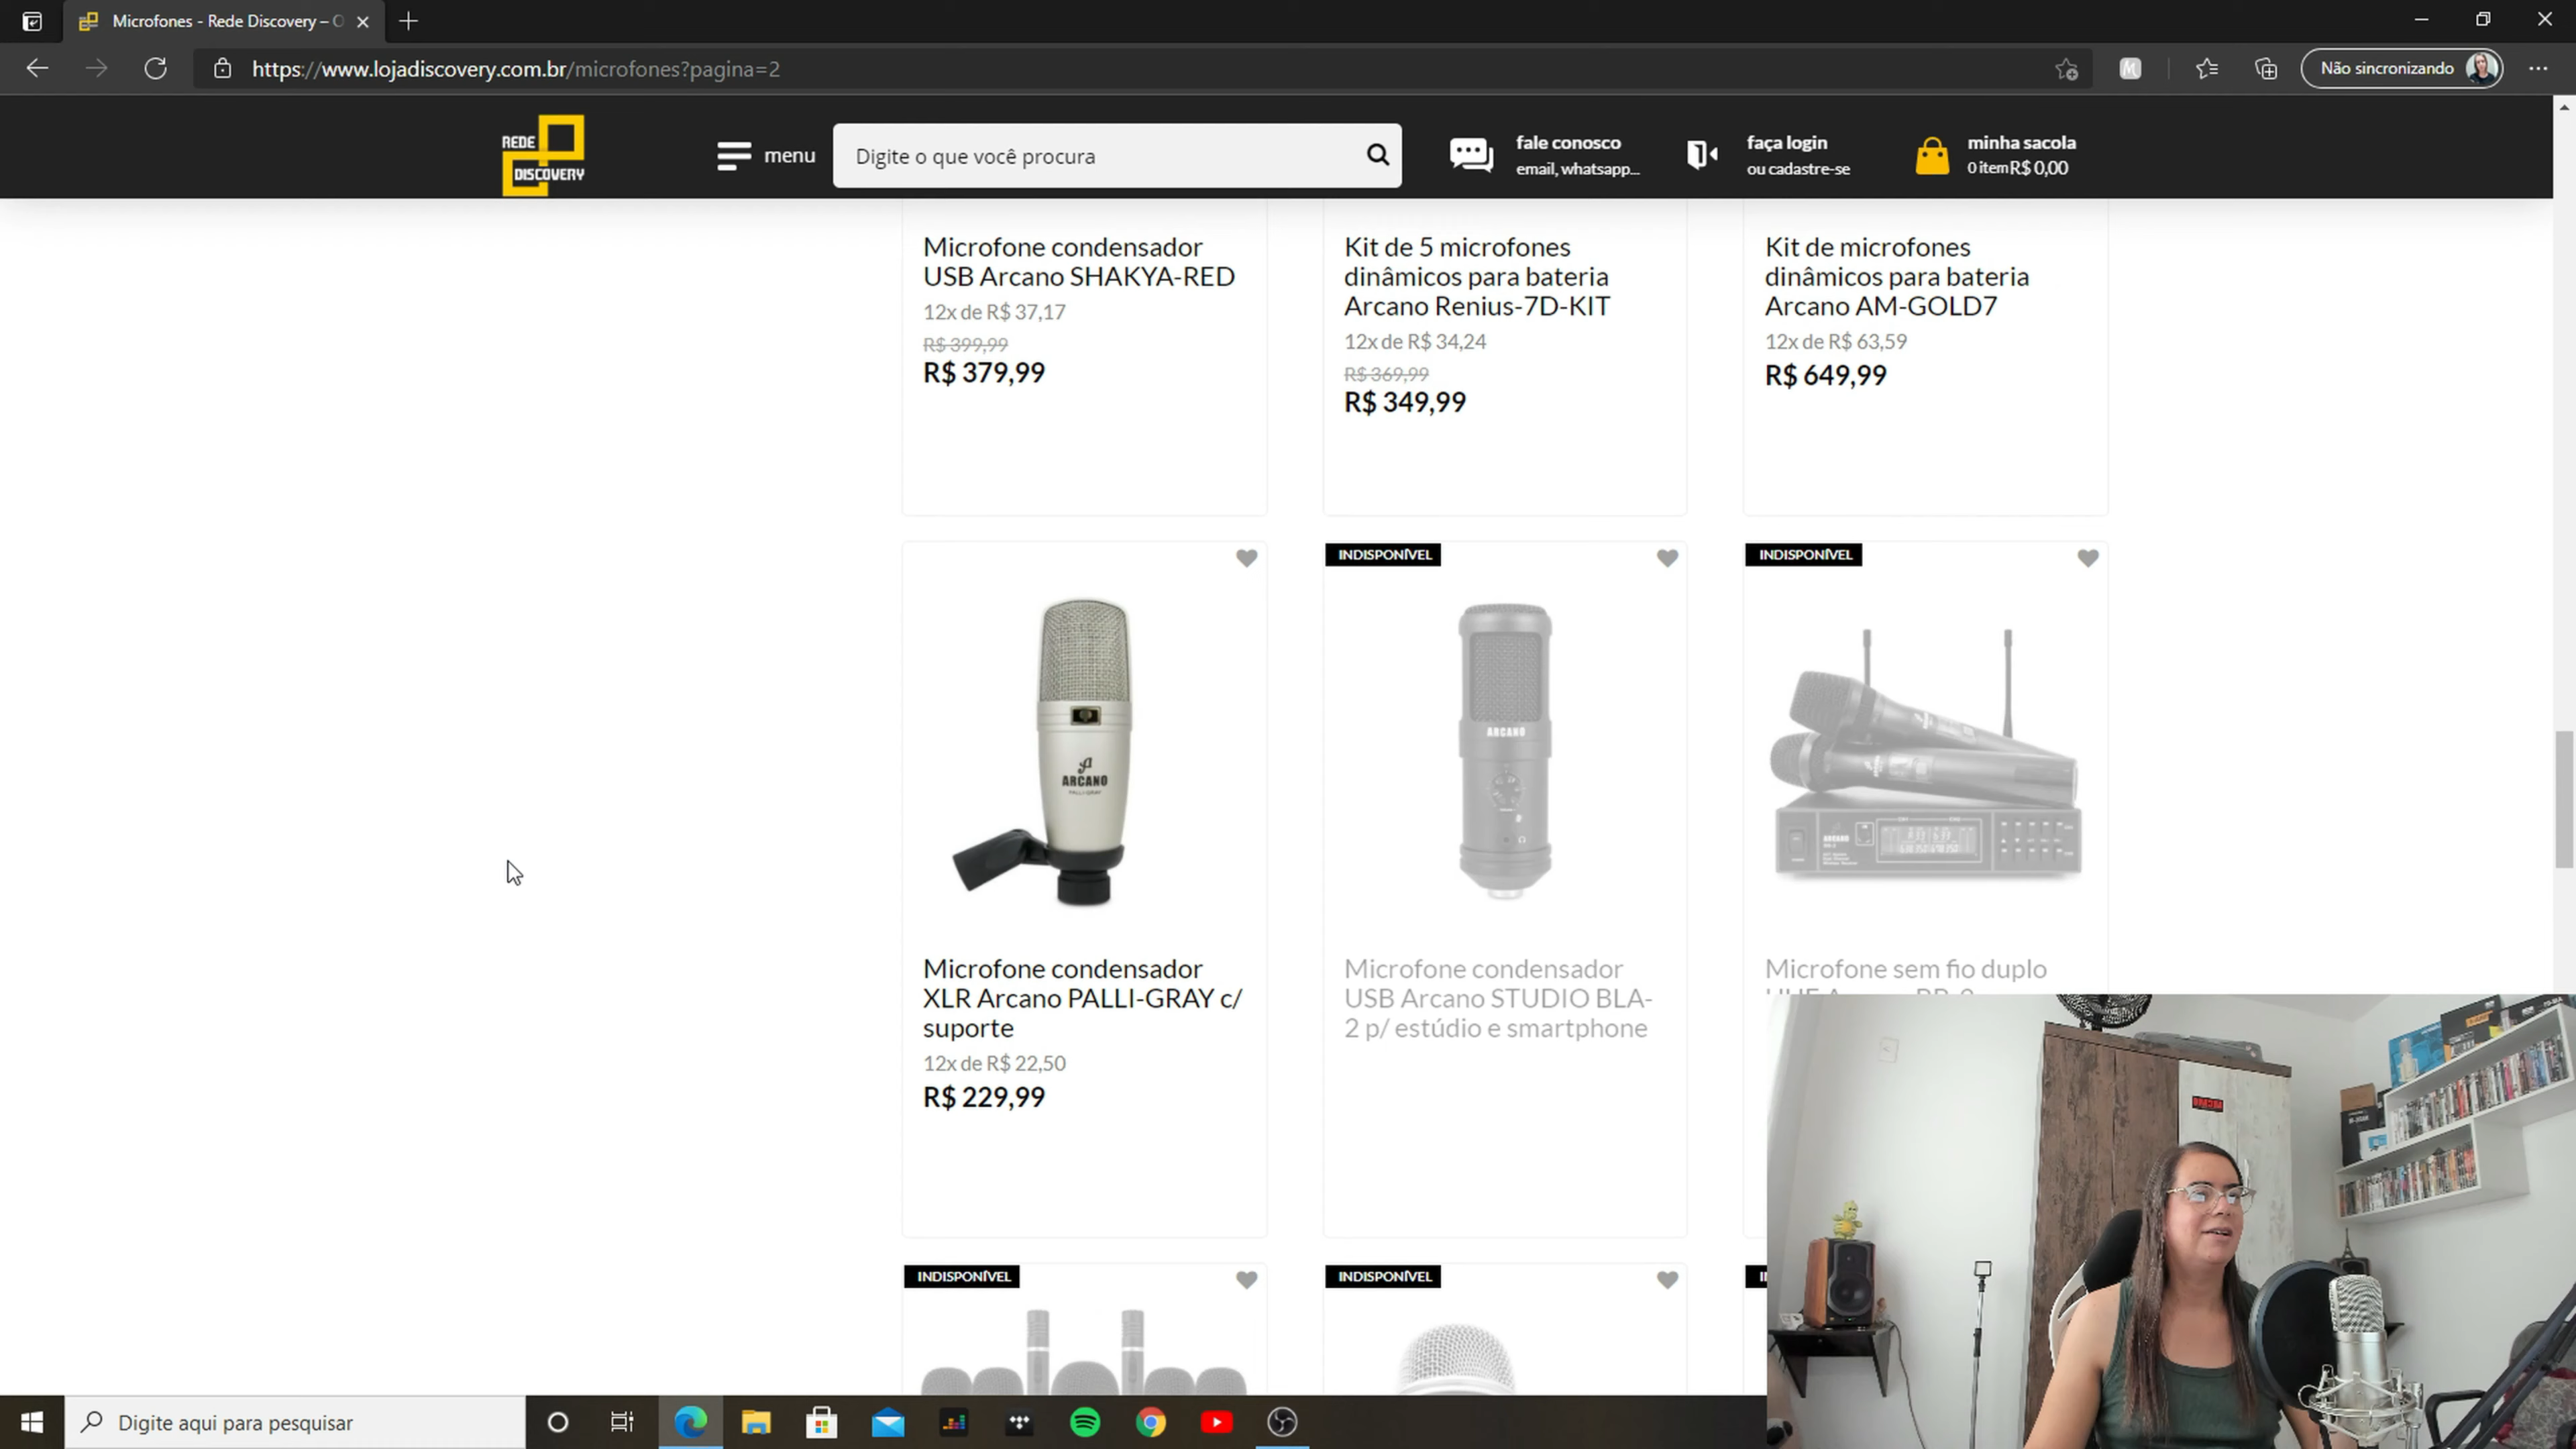 Microfones - Rede Discovery – O
https://www.lojadiscovery.com.br/microfones?pagina=2
Não sincronizando
REDE
DISCOVERY
menu
Digite o que você procura
fale conosco
email, whatsapp...
faça login
ou cadastre-se
minha sacola
0 item R$ 0,00
Microfone condensador
USB Arcano SHAKYA-RED
12x de R$ 37,17
R$ 399,99
R$ 379,99
Kit de 5 microfones
dinâmicos para bateria
Arcano Renius-7D-KIT
12x de R$ 34,24
R$ 369,99
R$ 349,99
Kit de microfones
dinâmicos para bateria
Arcano AM-GOLD7
12x de R$ 63,59
R$ 649,99
ARCANO
PALLI-GRAY
Microfone condensador
XLR Arcano PALLI-GRAY c/
suporte
12x de R$ 22,50
R$ 229,99
INDISPONÍVEL
ARCANO
Microfone condensador
USB Arcano STUDIO BLA-
2 p/ estúdio e smartphone
INDISPONÍVEL
ARCANO
Microfone sem fio duplo
INDISPONÍVEL
INDISPONÍVEL
Digite aqui para pesquisar